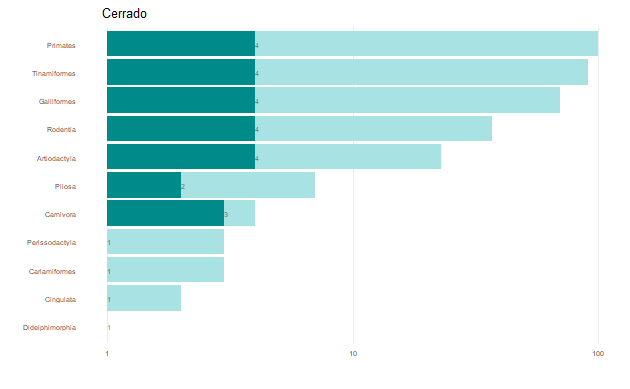 Cerrado
Primates 4
Tinamiformes 4
Galliformes 4
Rodentia 4
Artiodactyla 4
Pilosa 2
Carnivora 3
Perissodactyla 1
Cariamiformes 1
Cingulata 1
Didelphimorphia 1
1 10 100